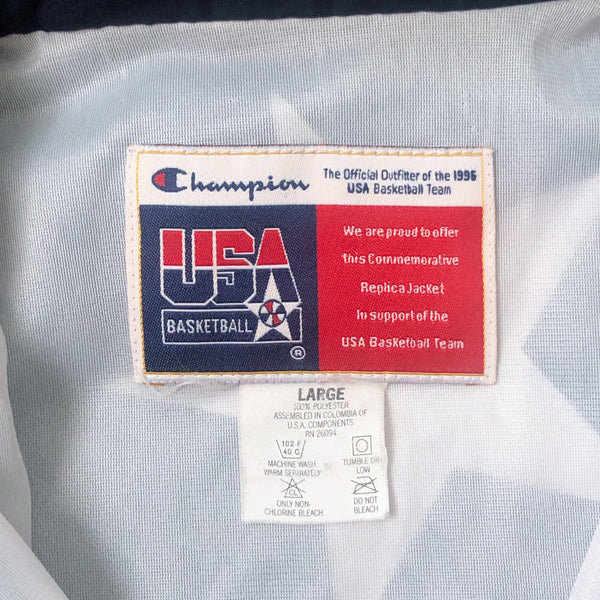 Champion
The Official Outfitter of the 1996
USA Basketball Team
USA
BASKETBALL
®
We are proud to offer
this Commemorative
Replica Jacket
In support of the
USA Basketball Team
LARGE
100% POLYESTER
ASSEMBLED IN COLOMBIA OF
U.S.A. COMPONENTS
RN 26094
102 F
40 C
MACHINE WASH
WARM SEPARATELY
TUMBLE DRY
LOW
CL
ONLY NON-
CHLORINE BLEACH
DO NOT
BLEACH